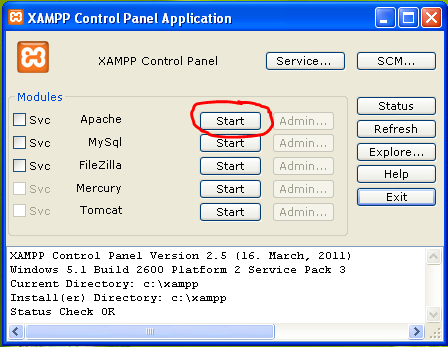 XAMPP Control Panel Application
XAMPP Control Panel
Service...
SCM...
Modules
Svc Apache Start Admin...
Svc MySql Start Admin...
Svc FileZilla Start Admin...
Svc Mercury Start Admin...
Svc Tomcat Start Admin...
Status
Refresh
Explore...
Help
Exit
XAMPP Control Panel Version 2.5 (16. March, 2011)
Windows 5.1 Build 2600 Platform 2 Service Pack 3
Current Directory: c:\xampp
Install(er) Directory: c:\xampp
Status Check OK